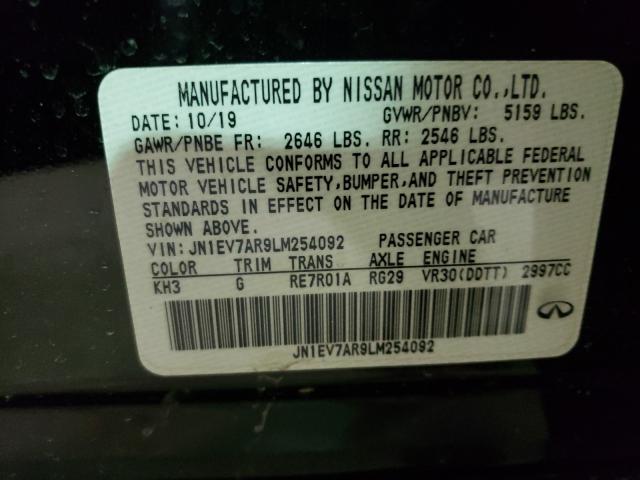 MANUFACTURED BY NISSAN MOTOR CO.,LTD.
DATE: 10/19 GVWR/PNBV: 5159 LBS.
GAWR/PNBE FR: 2646 LBS. RR: 2546 LBS.
THIS VEHICLE CONFORMS TO ALL APPLICABLE FEDERAL
MOTOR VEHICLE SAFETY,BUMPER,AND THEFT PREVENTION
STANDARDS IN EFFECT ON THE DATE OF MANUFACTURE
SHOWN ABOVE.
VIN: JN1EV7AR9LM254092 PASSENGER CAR
COLOR TRIM TRANS AXLE ENGINE
KH3 G RE7R01A RG29 VR30(DDTT) 2997CC
JN1EV7AR9LM254092